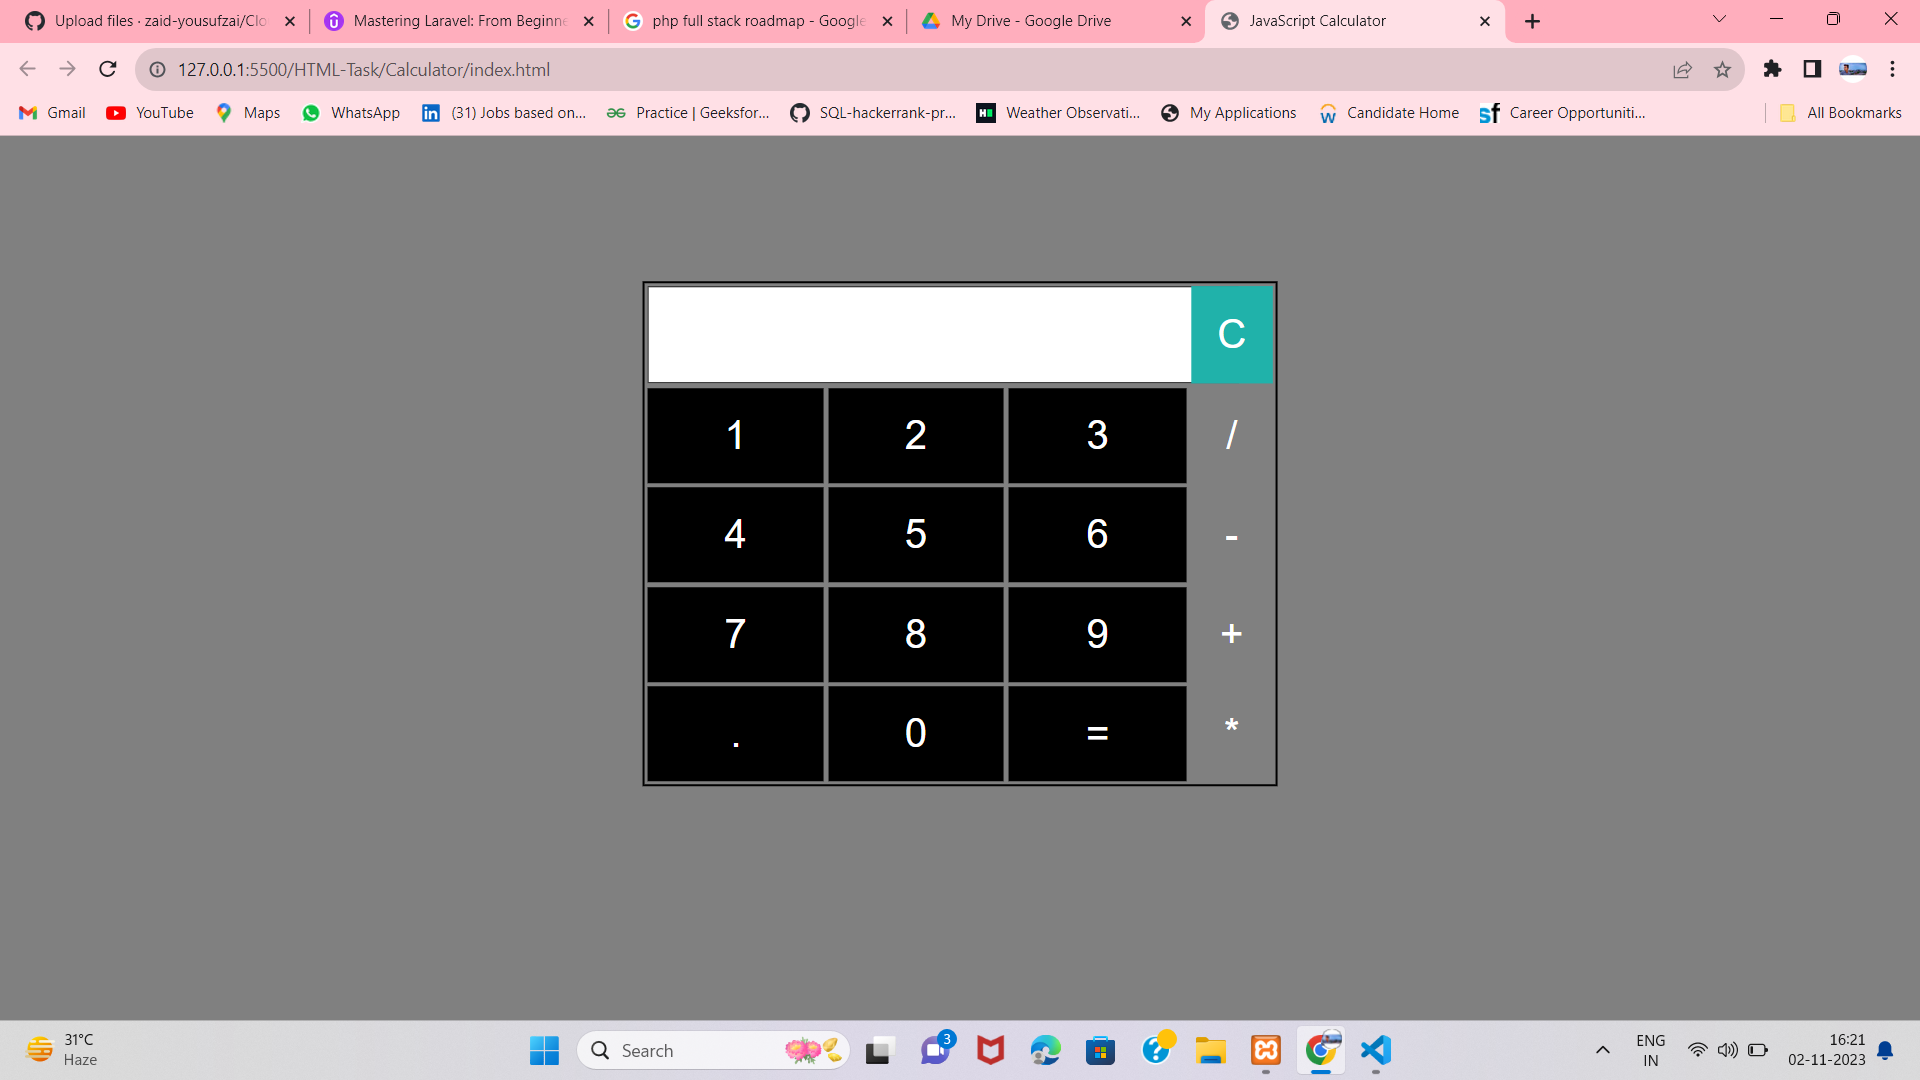 Upload files · zaid-yousufzai/Clo
Mastering Laravel: From Beginne
php full stack roadmap - Google
My Drive - Google Drive
JavaScript Calculator
127.0.0.1:5500/HTML-Task/Calculator/index.html
Gmail
YouTube
Maps
WhatsApp
(31) Jobs based on...
Practice | Geeksfor...
SQL-hackerrank-pr...
Weather Observati...
My Applications
Candidate Home
Career Opportuniti...
All Bookmarks
C
1 2 3 /
4 5 6 -
7 8 9 +
. 0 = *
31°C
Haze
Search
3
ENG
IN
16:21
02-11-2023